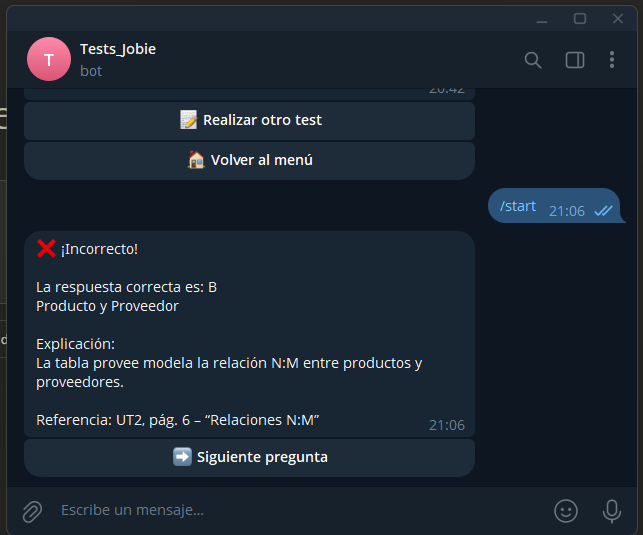 T
Tests_Jobie
bot
Realizar otro test
Volver al menú
/start 21:06
¡Incorrecto!
La respuesta correcta es: B
Producto y Proveedor
Explicación:
La tabla provee modela la relación N:M entre productos y
proveedores.
Referencia: UT2, pág. 6 – “Relaciones N:M”
21:06
Siguiente pregunta
Escribe un mensaje...